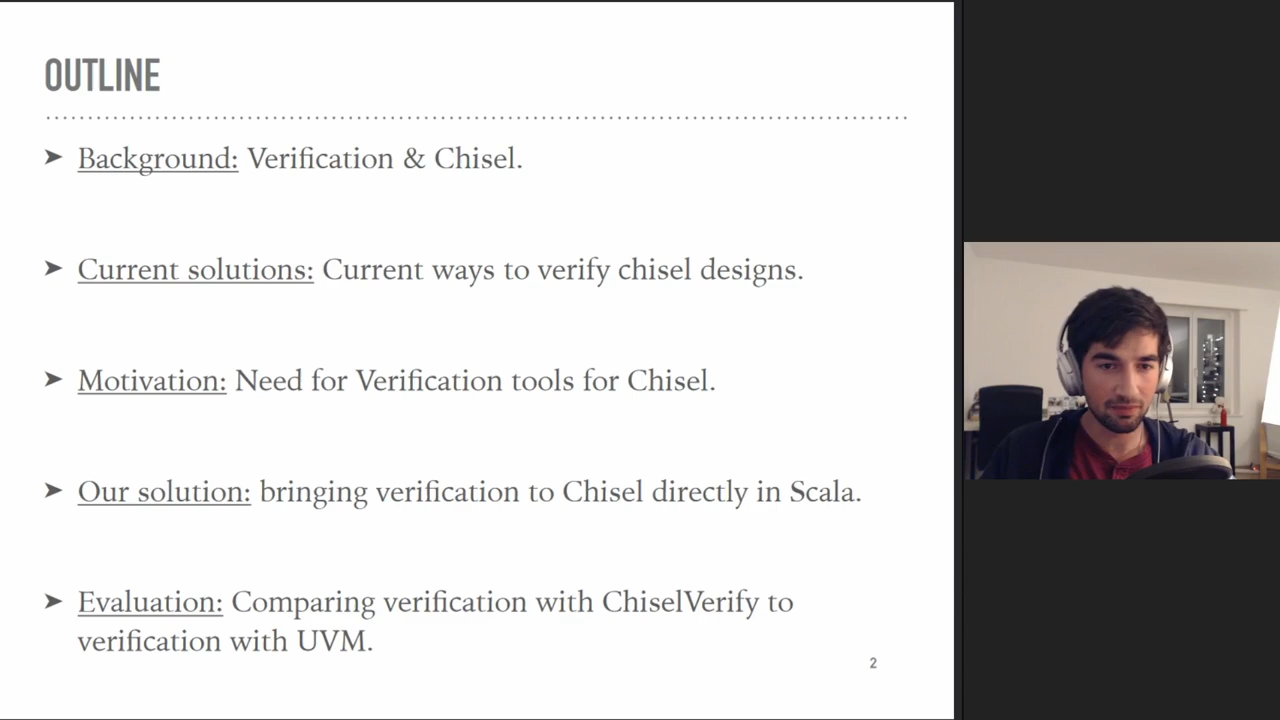 OUTLINE
➤ Background: Verification & Chisel.
➤ Current solutions: Current ways to verify chisel designs.
➤ Motivation: Need for Verification tools for Chisel.
➤ Our solution: bringing verification to Chisel directly in Scala.
➤ Evaluation: Comparing verification with ChiselVerify to
verification with UVM.
2